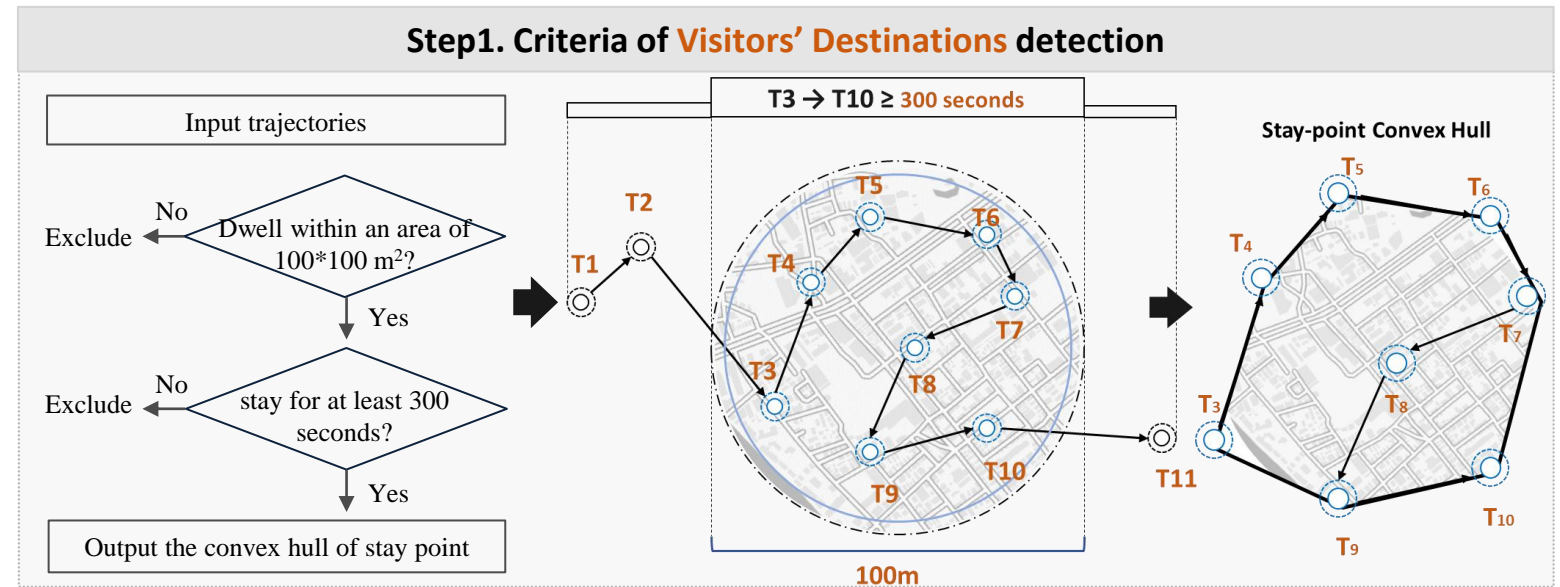 Step1. Criteria of Visitors’ Destinations detection
Input trajectories
Dwell within an area of
100*100 m²?
No
Exclude
Yes
stay for at least 300
seconds?
No
Exclude
Yes
Output the convex hull of stay point
T3 → T10 ≥ 300 seconds
T1
T2
T3
T4
T5
T6
T7
T8
T9
T10
T11
100m
Stay-point Convex Hull
T₃
T₄
T₅
T₆
T₇
T₈
T₉
T₁₀